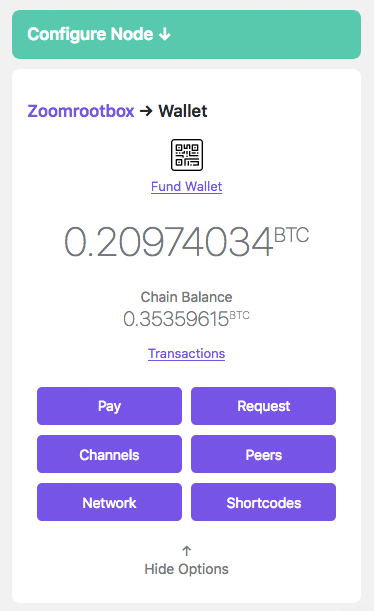 Configure Node ↓
Zoomrootbox → Wallet
Fund Wallet
0.20974034 BTC
Chain Balance
0.35359615 BTC
Transactions
Pay Request
Channels Peers
Network Shortcodes
↑
Hide Options